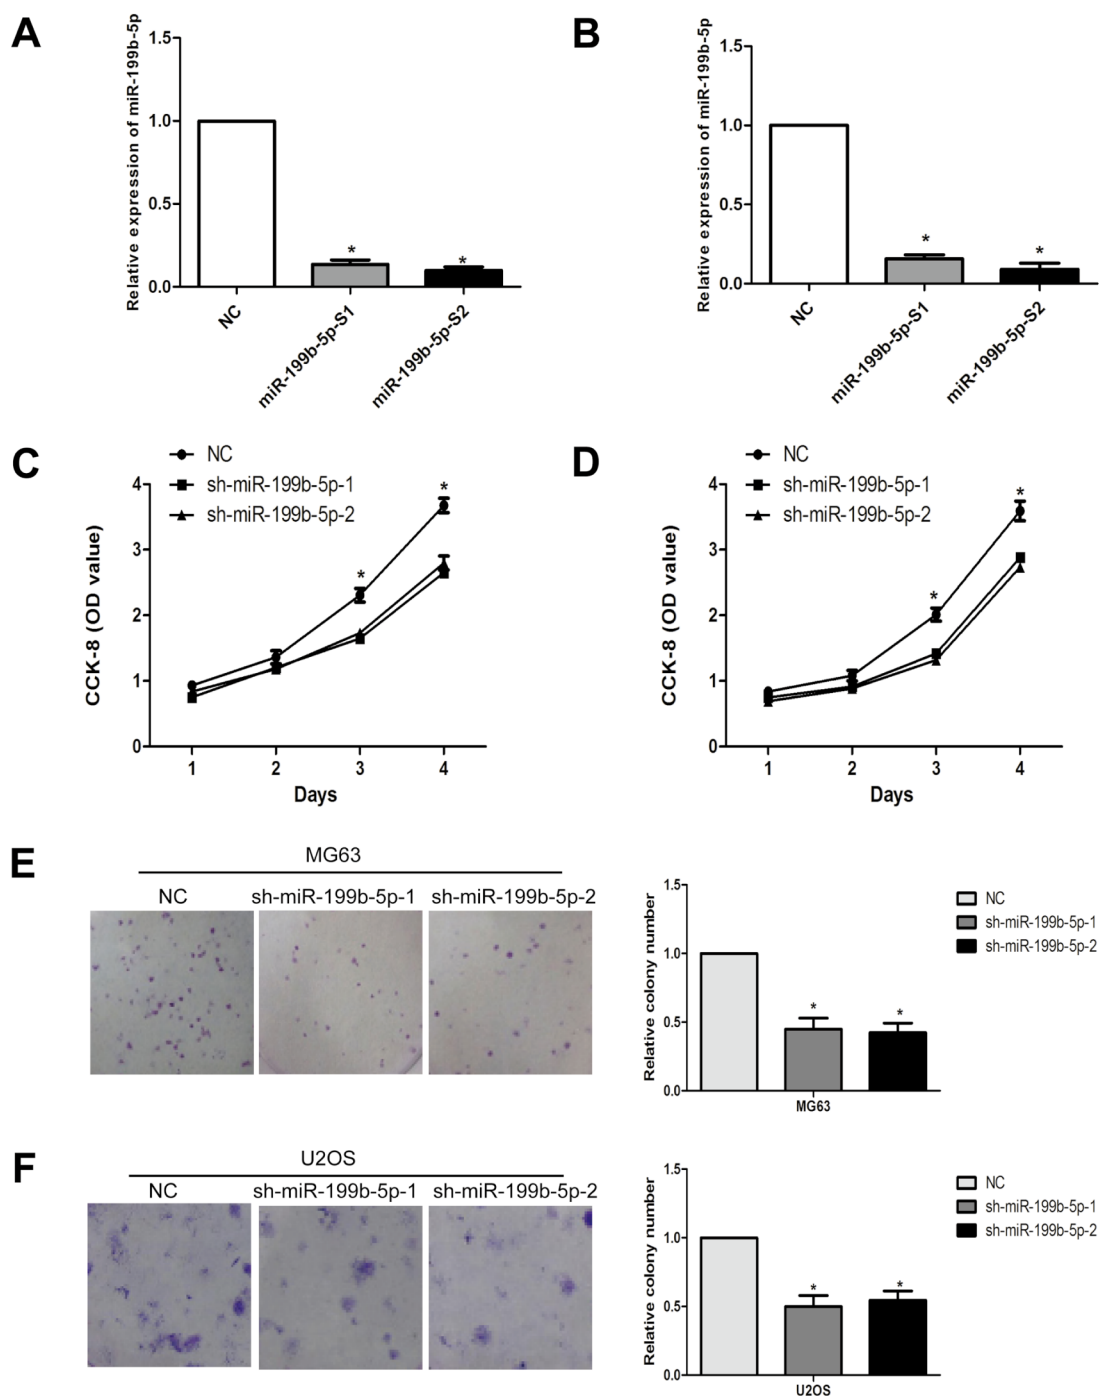 A
Relative expression of miR-199b-5p
1.5
1.0
0.5
0.0
*
*
NC
miR-199b-5p-S1
miR-199b-5p-S2
B
Relative expression of miR-199b-5p
1.5
1.0
0.5
0.0
*
*
NC
miR-199b-5p-S1
miR-199b-5p-S2
C
NC
sh-miR-199b-5p-1
sh-miR-199b-5p-2
CCK-8 (OD value)
4
3
2
1
0
*
*
1 2 3 4
Days
D
NC
sh-miR-199b-5p-1
sh-miR-199b-5p-2
CCK-8 (OD value)
4
3
2
1
0
*
*
1 2 3 4
Days
E
MG63
NC sh-miR-199b-5p-1 sh-miR-199b-5p-2
Relative colony number
1.5
1.0
0.5
0.0
*
*
MG63
NC
sh-miR-199b-5p-1
sh-miR-199b-5p-2
F
U2OS
NC sh-miR-199b-5p-1 sh-miR-199b-5p-2
Relative colony number
1.5
1.0
0.5
0.0
*
*
U2OS
NC
sh-miR-199b-5p-1
sh-miR-199b-5p-2